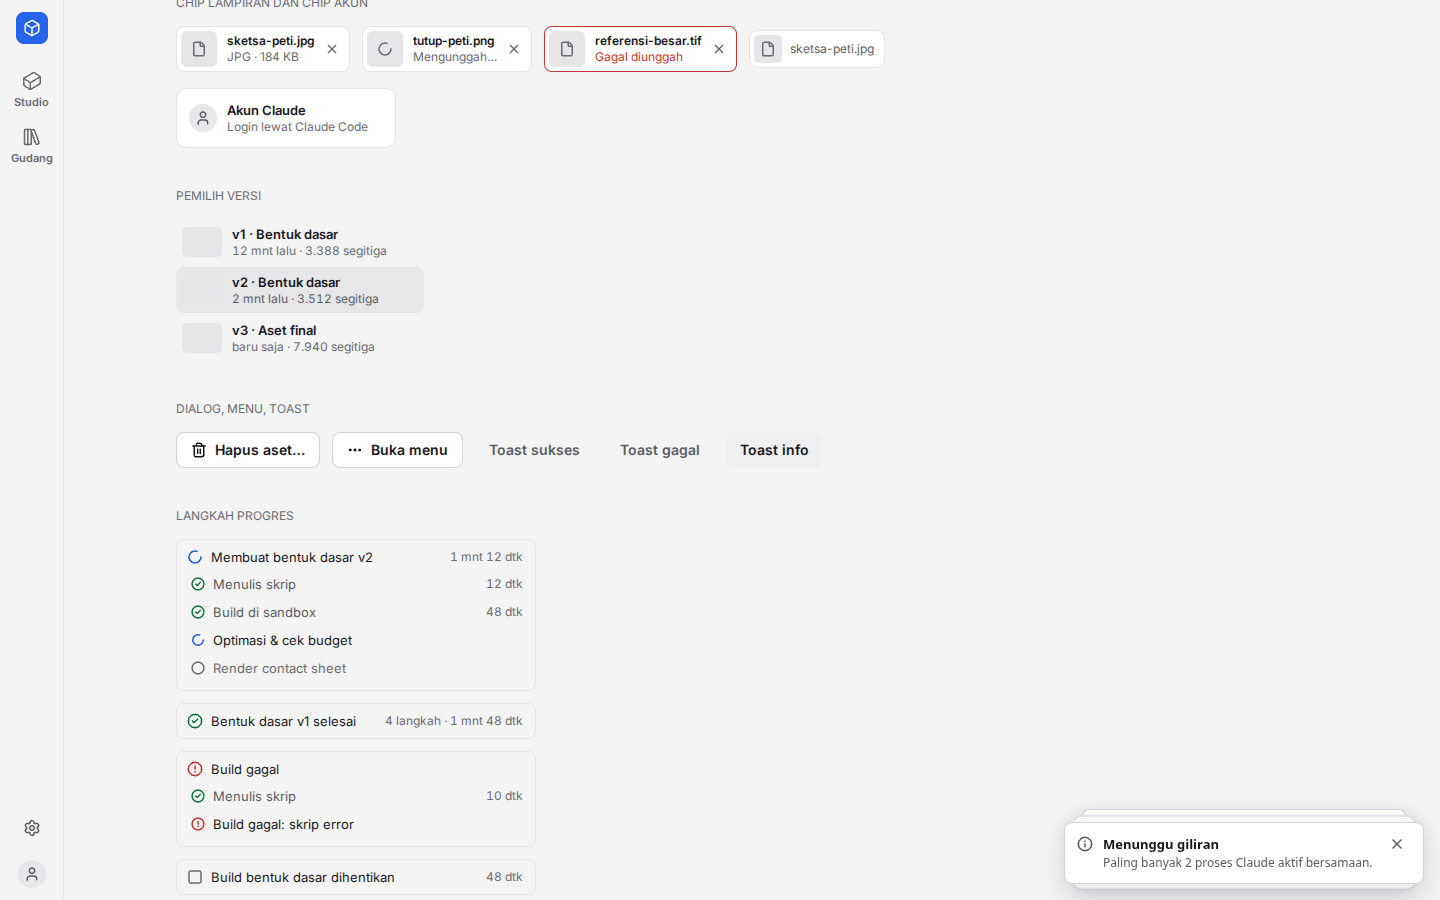 CHIP LAMPIRAN DAN CHIP AKUN
sketsa-peti.jpg
JPG · 184 KB
tutup-peti.png
Mengunggah...
referensi-besar.tif
Gagal diunggah
sketsa-peti.jpg
Akun Claude
Login lewat Claude Code
Studio
Gudang
PEMILIH VERSI
v1 · Bentuk dasar
12 mnt lalu · 3.388 segitiga
v2 · Bentuk dasar
2 mnt lalu · 3.512 segitiga
v3 · Aset final
baru saja · 7.940 segitiga
DIALOG, MENU, TOAST
Hapus aset...
Buka menu
Toast sukses
Toast gagal
Toast info
LANGKAH PROGRES
Membuat bentuk dasar v2 1 mnt 12 dtk
Menulis skrip 12 dtk
Build di sandbox 48 dtk
Optimasi & cek budget
Render contact sheet
Bentuk dasar v1 selesai 4 langkah · 1 mnt 48 dtk
Build gagal
Menulis skrip 10 dtk
Build gagal: skrip error
Build bentuk dasar dihentikan 48 dtk
Menunggu giliran
Paling banyak 2 proses Claude aktif bersamaan.